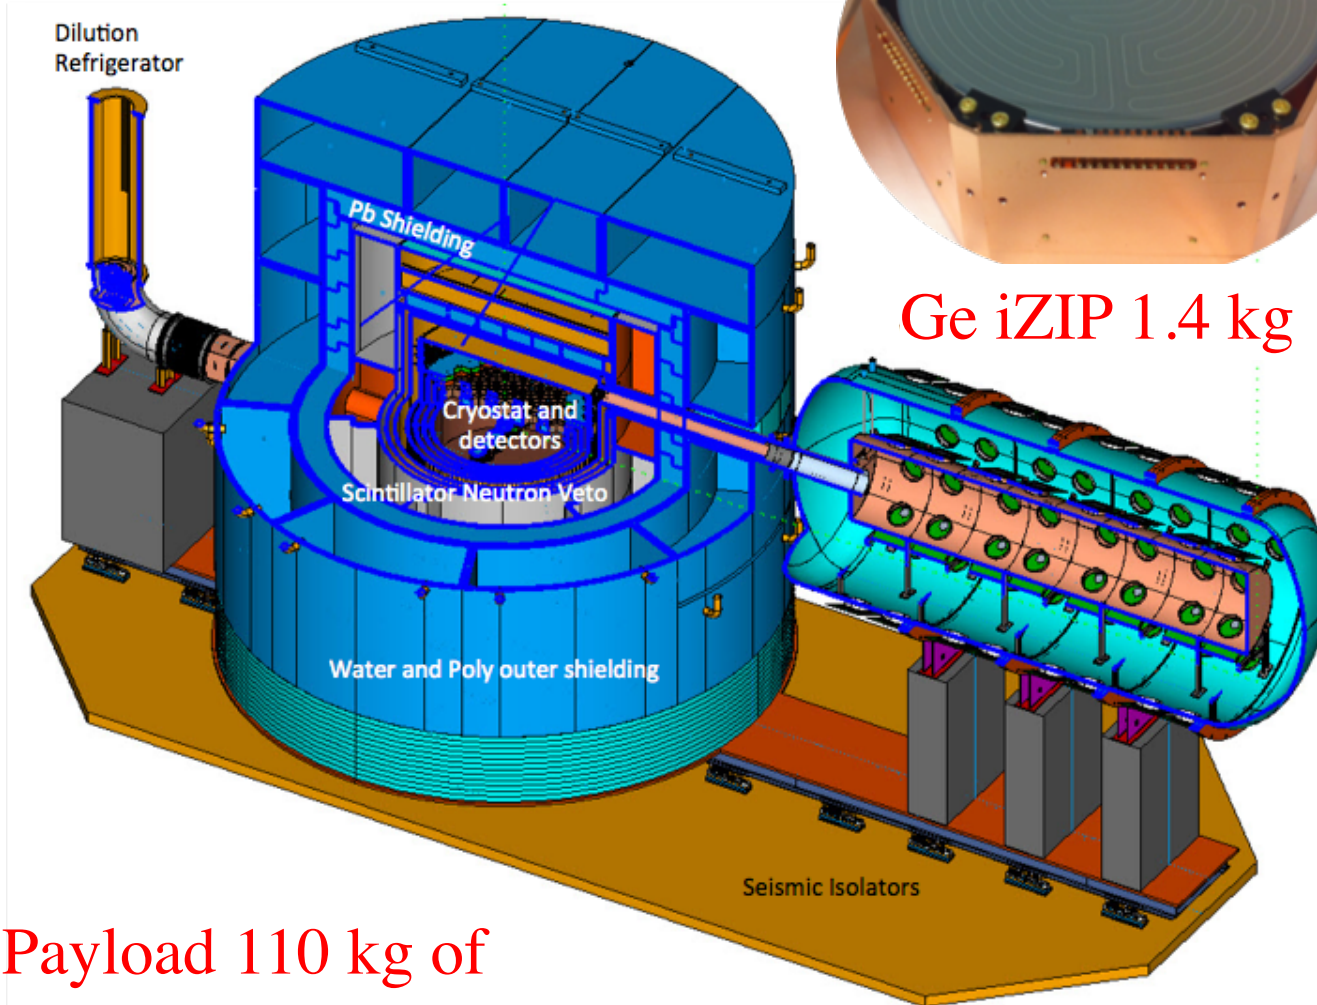 Dilution
Refrigerator
Pb Shielding
Ge iZIP 1.4 kg
Cryostat and
detectors
Scintillator Neutron Veto
Water and Poly outer shielding
Seismic Isolators
Payload 110 kg of